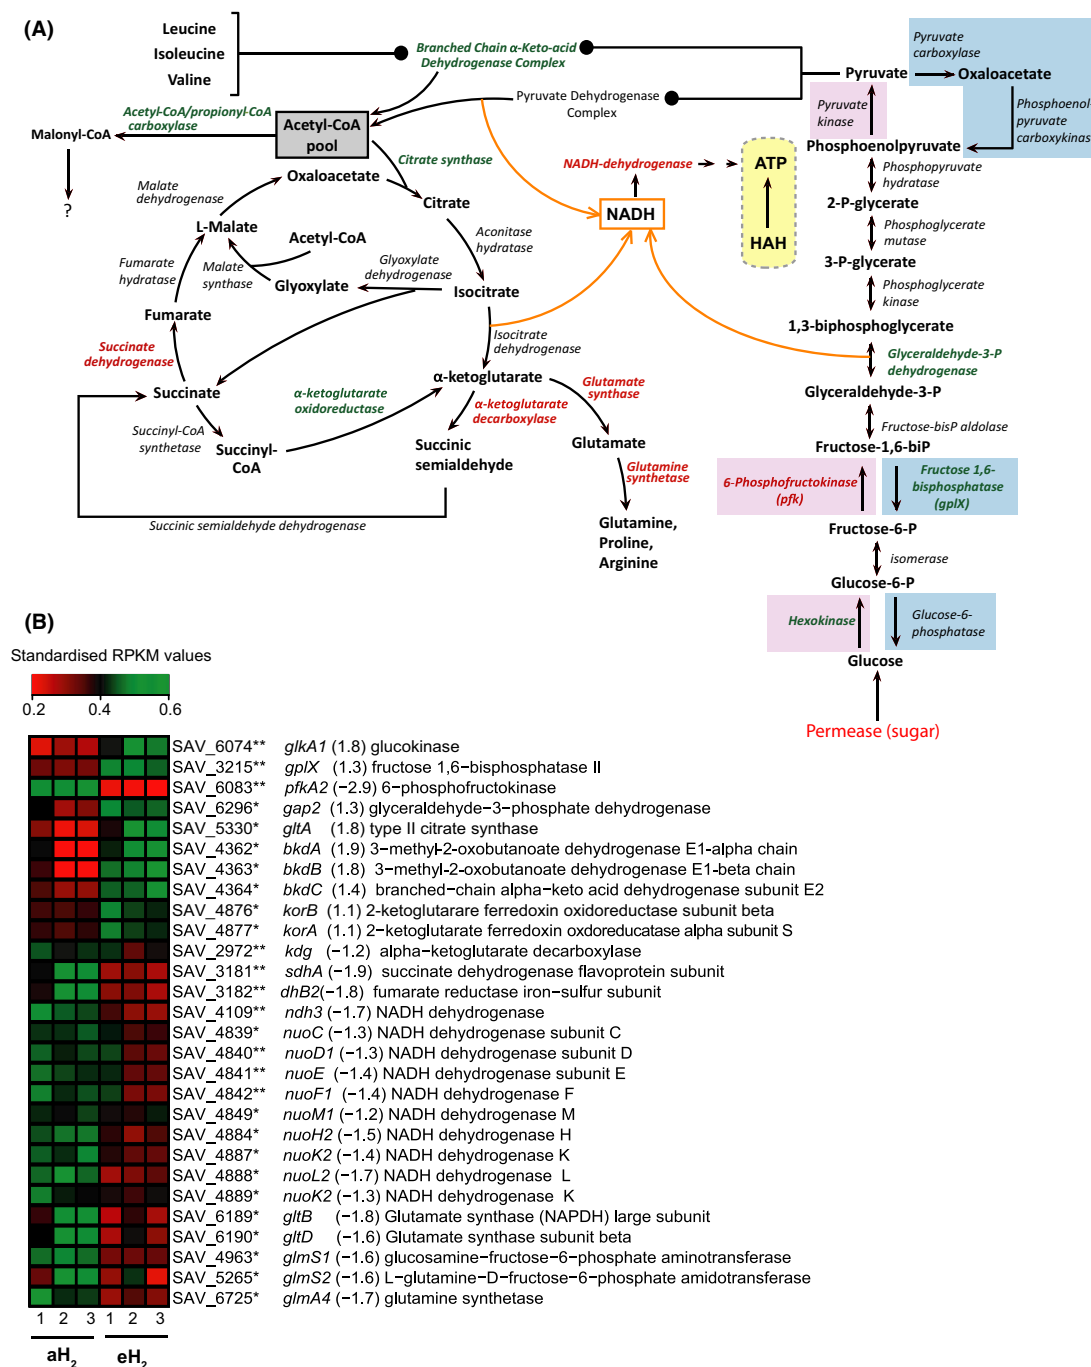 (A)
Leucine
Isoleucine
Valine
Branched Chain α-Keto-acid
Dehydrogenase Complex
Pyruvate Dehydrogenase
Complex
Pyruvate
Pyruvate
carboxylase
Oxaloacetate
Phosphoenol-
pyruvate
carboxykinase
Pyruvate
kinase
Phosphoenolpyruvate
Acetyl-CoA/propionyl-CoA
carboxylase
Malonyl-CoA
?
Acetyl-CoA
pool
Citrate synthase
Oxaloacetate
Malate
dehydrogenase
Citrate
L-Malate
Acetyl-CoA
Aconitase
hydratase
Malate
synthase
Glyoxylate
Glyoxylate
dehydrogenase
Isocitrate
Fumarate
hydratase
Fumarate
Isocitrate
dehydrogenase
Succinate
dehydrogenase
Succinate
α-ketoglutarate
α-ketoglutarate
oxidoreductase
α-ketoglutarate
decarboxylase
Glutamate
synthase
Succinyl-CoA
synthetase
Succinyl-
CoA
Succinic
semialdehyde
Glutamate
Glutamine
synthetase
Succinic semialdehyde dehydrogenase
Glutamine,
Proline,
Arginine
NADH-dehydrogenase
NADH
ATP
HAH
Phosphopyruvate
hydratase
2-P-glycerate
Phosphoglycerate
mutase
3-P-glycerate
Phosphoglycerate
kinase
1,3-biphosphoglycerate
Glyceraldehyde-3-P
dehydrogenase
Glyceraldehyde-3-P
Fructose-bisP aldolase
Fructose-1,6-biP
6-Phosphofructokinase
(pfk)
Fructose 1,6-
bisphosphatase
(gplX)
Fructose-6-P
isomerase
Glucose-6-P
Hexokinase
Glucose-6-
phosphatase
Glucose
Permease (sugar)
(B)
Standardised RPKM values
0.2 0.4 0.6
SAV_6074** glkA1 (1.8) glucokinase
SAV_3215** gplX (1.3) fructose 1,6−bisphosphatase II
SAV_6083** pfkA2 (−2.9) 6−phosphofructokinase
SAV_6296* gap2 (1.3) glyceraldehyde−3−phosphate dehydrogenase
SAV_5330* gltA (1.8) type II citrate synthase
SAV_4362* bkdA (1.9) 3−methyl−2−oxobutanoate dehydrogenase E1−alpha chain
SAV_4363* bkdB (1.8) 3−methyl−2−oxobutanoate dehydrogenase E1−beta chain
SAV_4364* bkdC (1.4) branched−chain alpha−keto acid dehydrogenase subunit E2
SAV_4876* korB (1.1) 2−ketoglutarare ferredoxin oxidoreductase subunit beta
SAV_4877* korA (1.1) 2−ketoglutarate ferredoxin oxdoreducatase alpha subunit S
SAV_2972** kdg (−1.2) alpha−ketoglutarate decarboxylase
SAV_3181** sdhA (−1.9) succinate dehydrogenase flavoprotein subunit
SAV_3182** dhB2(−1.8) fumarate reductase iron−sulfur subunit
SAV_4109** ndh3 (−1.7) NADH dehydrogenase
SAV_4839* nuoC (−1.3) NADH dehydrogenase subunit C
SAV_4840** nuoD1 (−1.3) NADH dehydrogenase subunit D
SAV_4841** nuoE (−1.4) NADH dehydrogenase subunit E
SAV_4842** nuoF1 (−1.4) NADH dehydrogenase F
SAV_4849* nuoM1 (−1.2) NADH dehydrogenase M
SAV_4884* nuoH2 (−1.5) NADH dehydrogenase H
SAV_4887* nuoK2 (−1.4) NADH dehydrogenase K
SAV_4888* nuoL2 (−1.7) NADH dehydrogenase L
SAV_4889* nuoK2 (−1.3) NADH dehydrogenase K
SAV_6189* gltB (−1.8) Glutamate synthase (NAPDH) large subunit
SAV_6190* gltD (−1.6) Glutamate synthase subunit beta
SAV_4963* glmS1 (−1.6) glucosamine−fructose−6−phosphate aminotransferase
SAV_5265* glmS2 (−1.6) L−glutamine−D−fructose−6−phosphate amidotransferase
SAV_6725* glmA4 (−1.7) glutamine synthetase
1 2 3 1 2 3
aH2 eH2